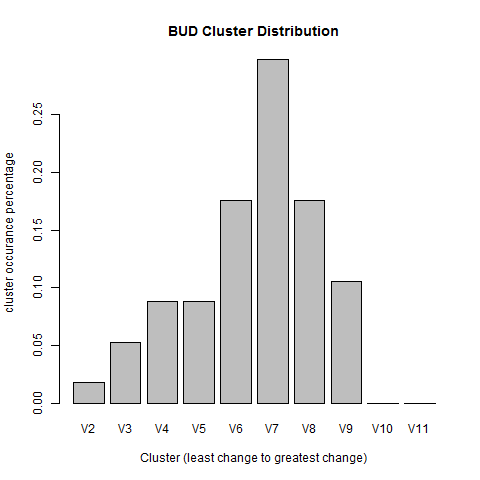 BUD Cluster Distribution
cluster occurance percentage
0.25
0.20
0.15
0.10
0.05
0.00
V2 V3 V4 V5 V6 V7 V8 V9 V10 V11
Cluster (least change to greatest change)